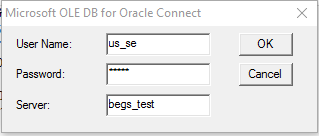 Microsoft OLE DB for Oracle Connect
User Name: us_se OK
Password: ***** Cancel
Server: begs_test